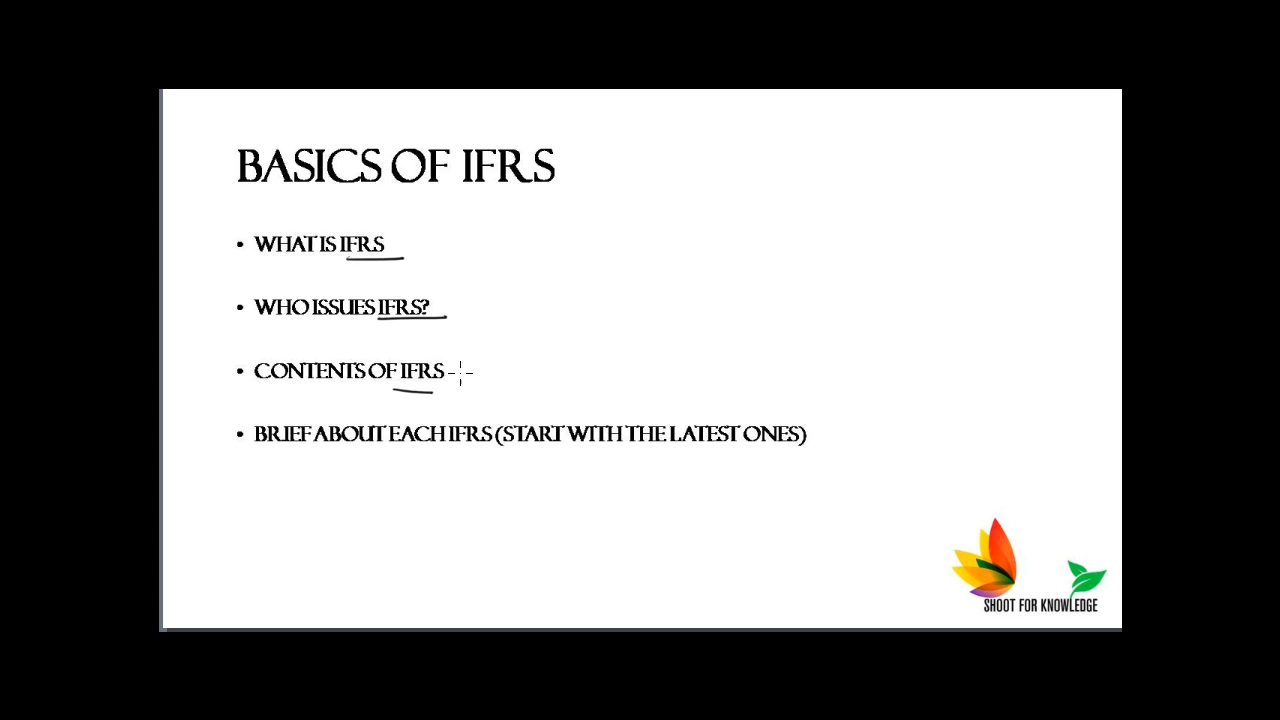 BASICS OF IFRS
• WHAT IS IFRS
• WHO ISSUES IFRS?
• CONTENTS OF IFRS
• BRIEF ABOUT EACH IFRS (START WITH THE LATEST ONES)
SHOOT FOR KNOWLEDGE